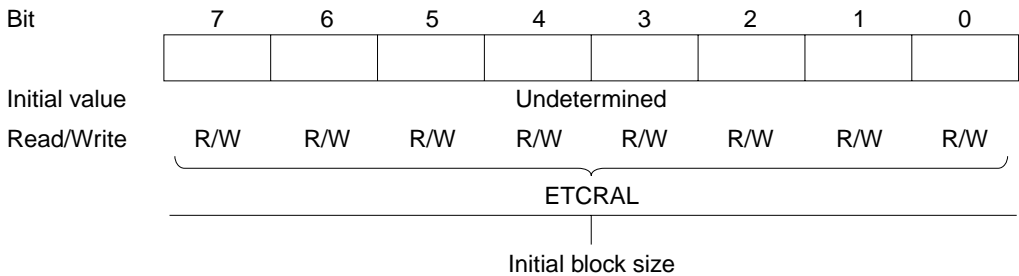 Bit 7 6 5 4 3 2 1 0
Initial value Undetermined
Read/Write R/W R/W R/W R/W R/W R/W R/W R/W
ETCRAL
Initial block size